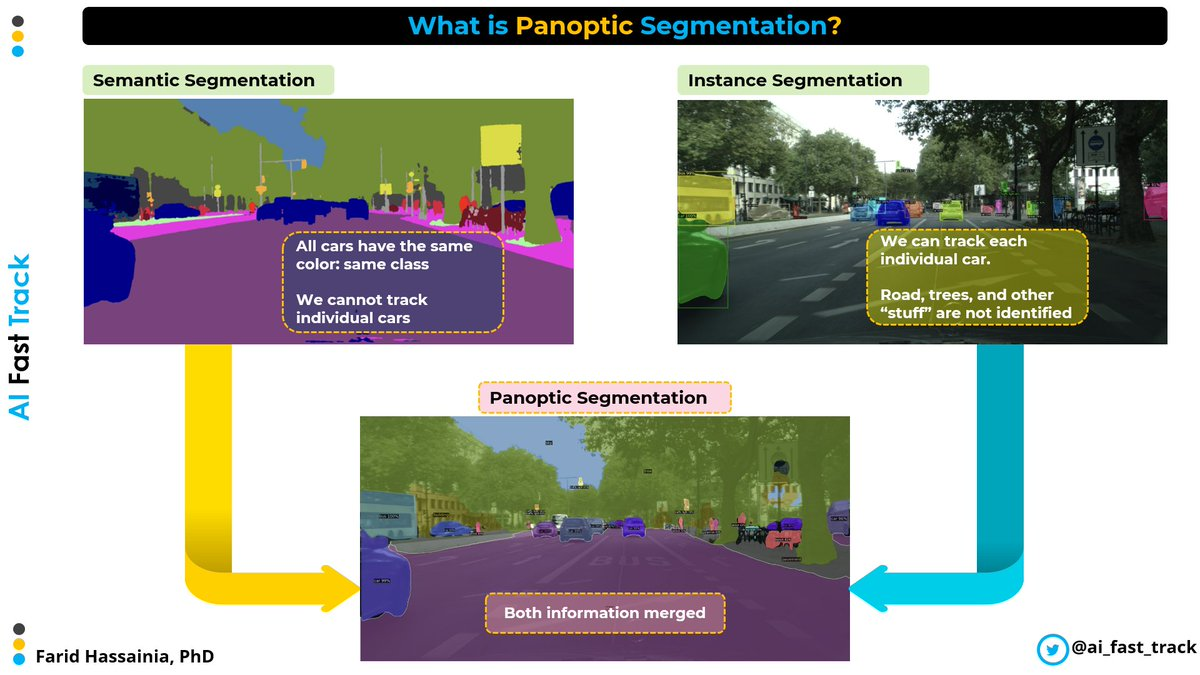 What is Panoptic Segmentation?
Semantic Segmentation
All cars have the same
color: same class
We cannot track
individual cars
Instance Segmentation
We can track each
individual car.
Road, trees, and other
“stuff” are not identified
AI Fast Track
Panoptic Segmentation
Both information merged
Farid Hassainia, PhD
@ai_fast_track